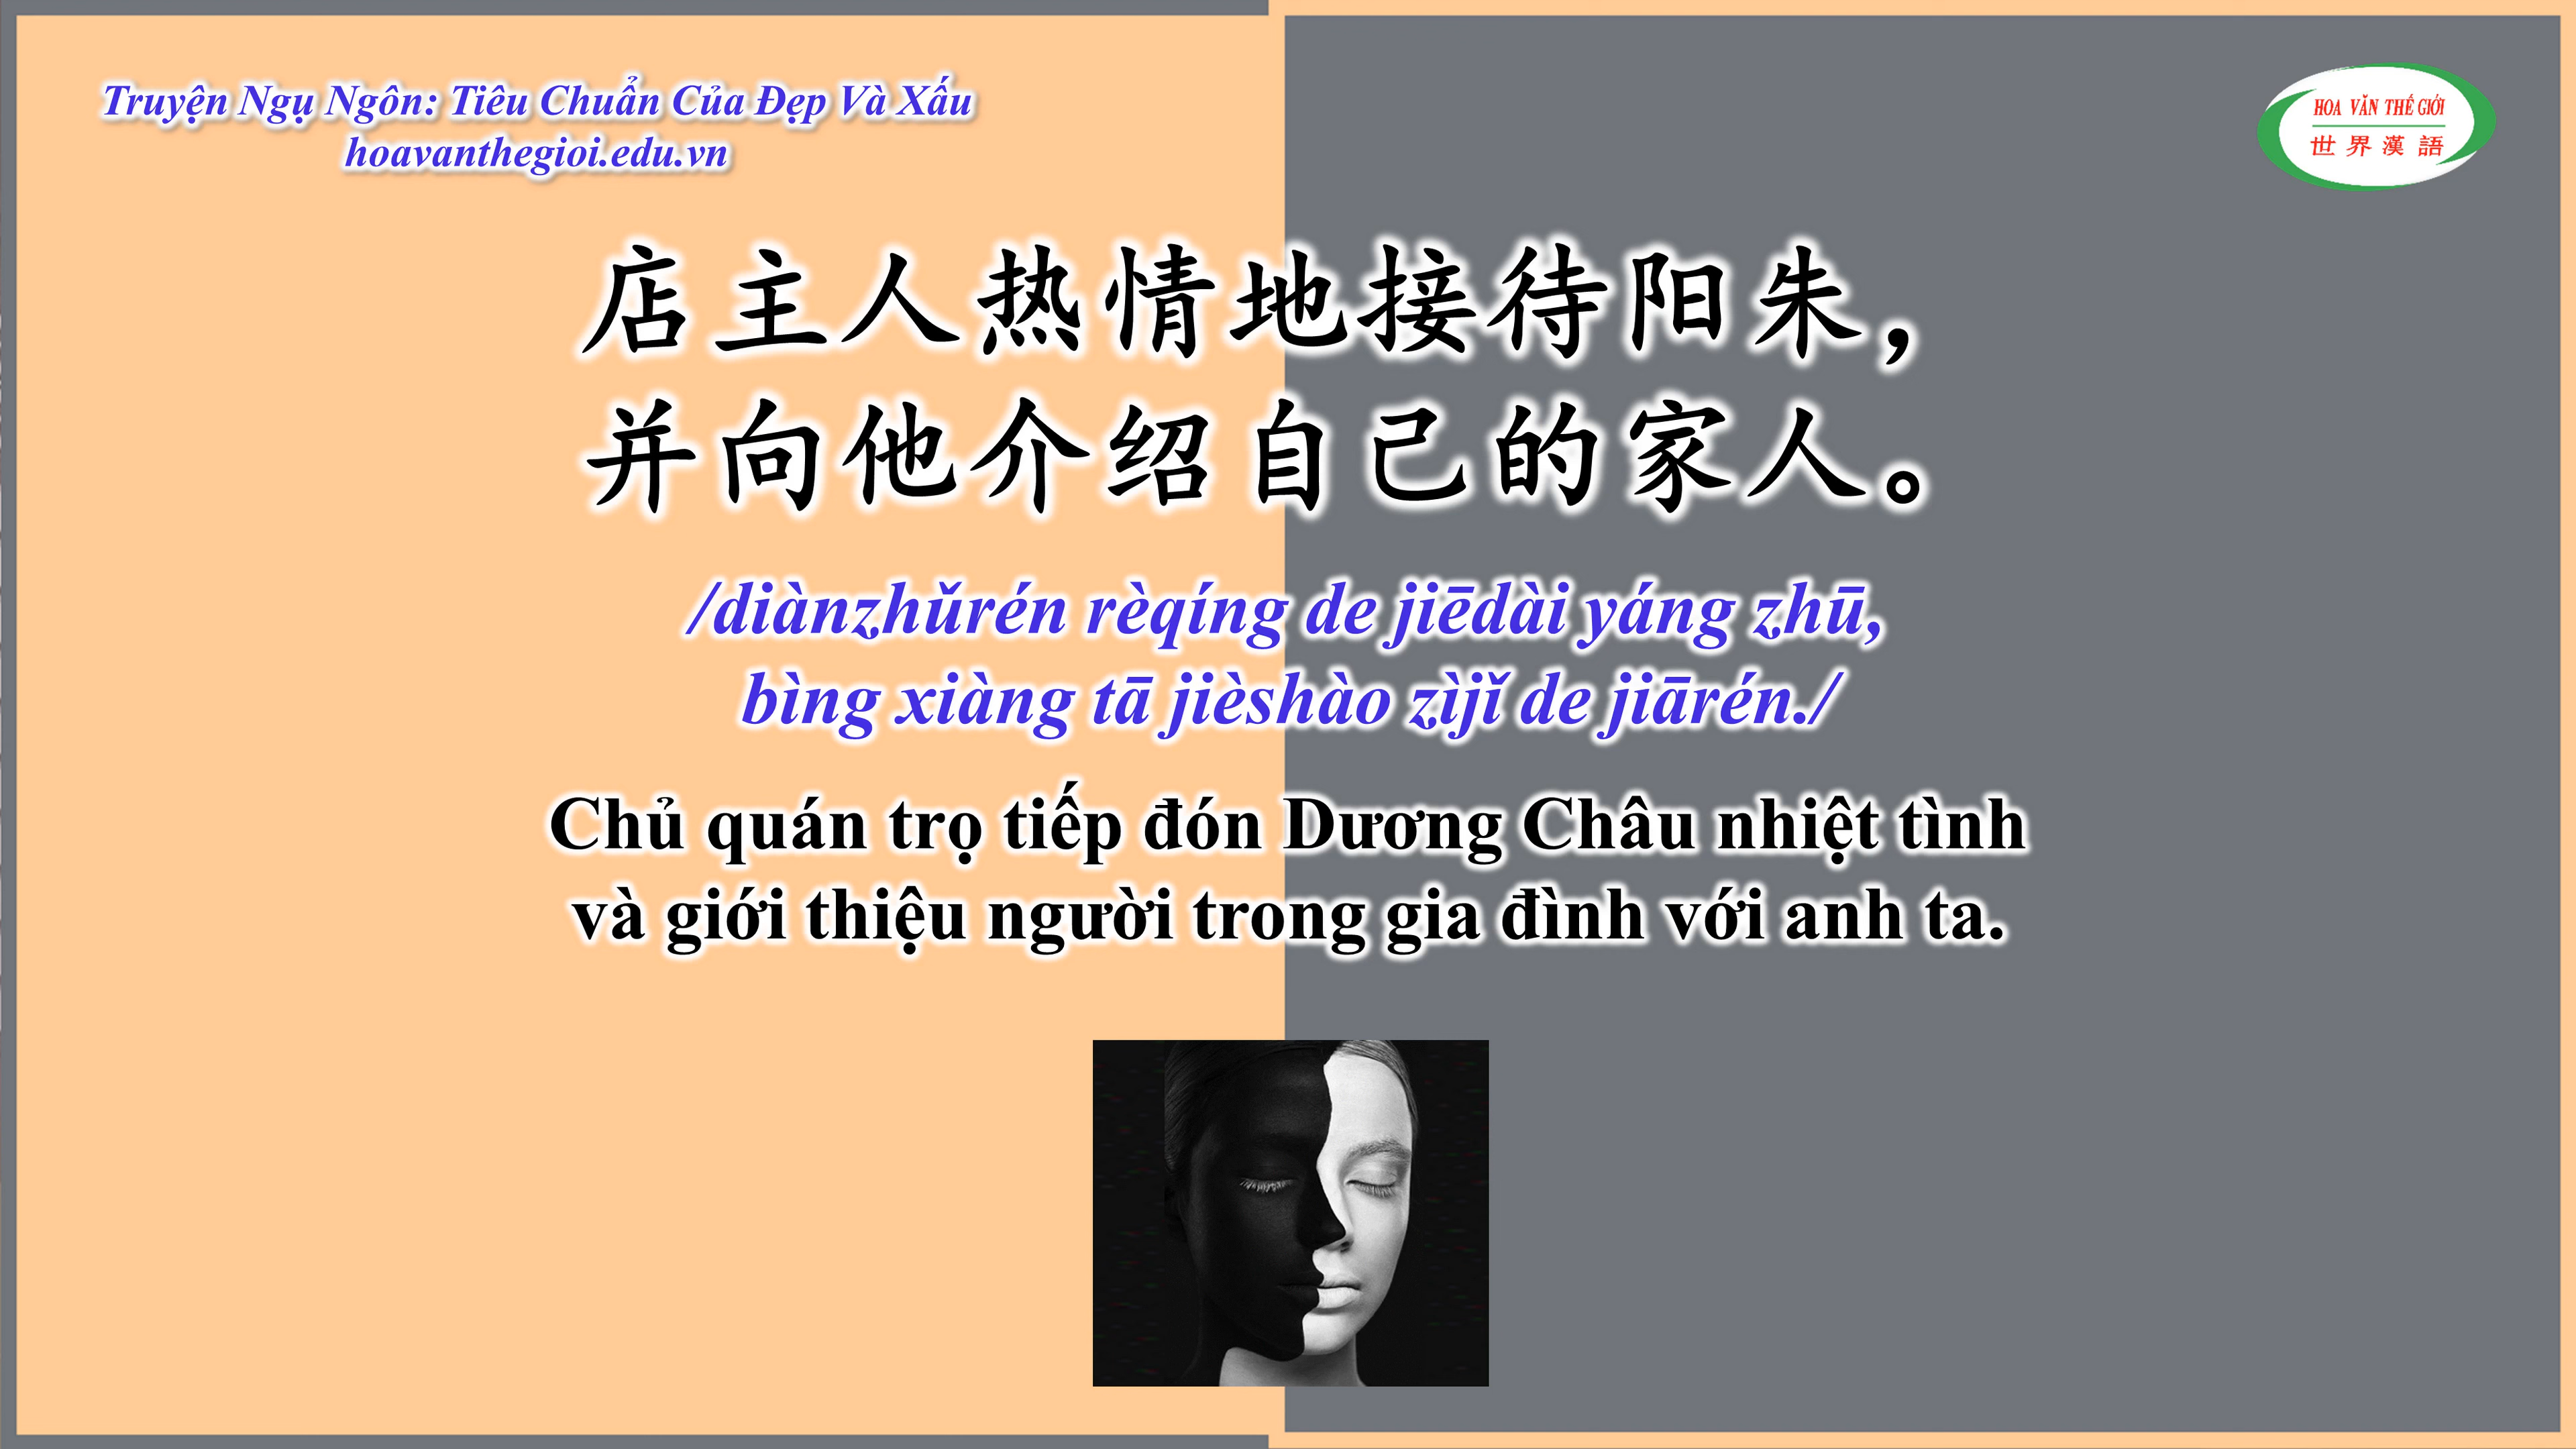 Truyện Ngụ Ngôn: Tiêu Chuẩn Của Đẹp Và Xấu
hoavanthegioi.edu.vn
HOA VĂN THẾ GIỚI
世界漢語
店主人热情地接待阳朱，
并向他介绍自己的家人。
/diànzhǔrén rèqíng de jiēdài yáng zhū,
bìng xiàng tā jièshào zìjǐ de jiārén./
Chủ quán trọ tiếp đón Dương Châu nhiệt tình
và giới thiệu người trong gia đình với anh ta.